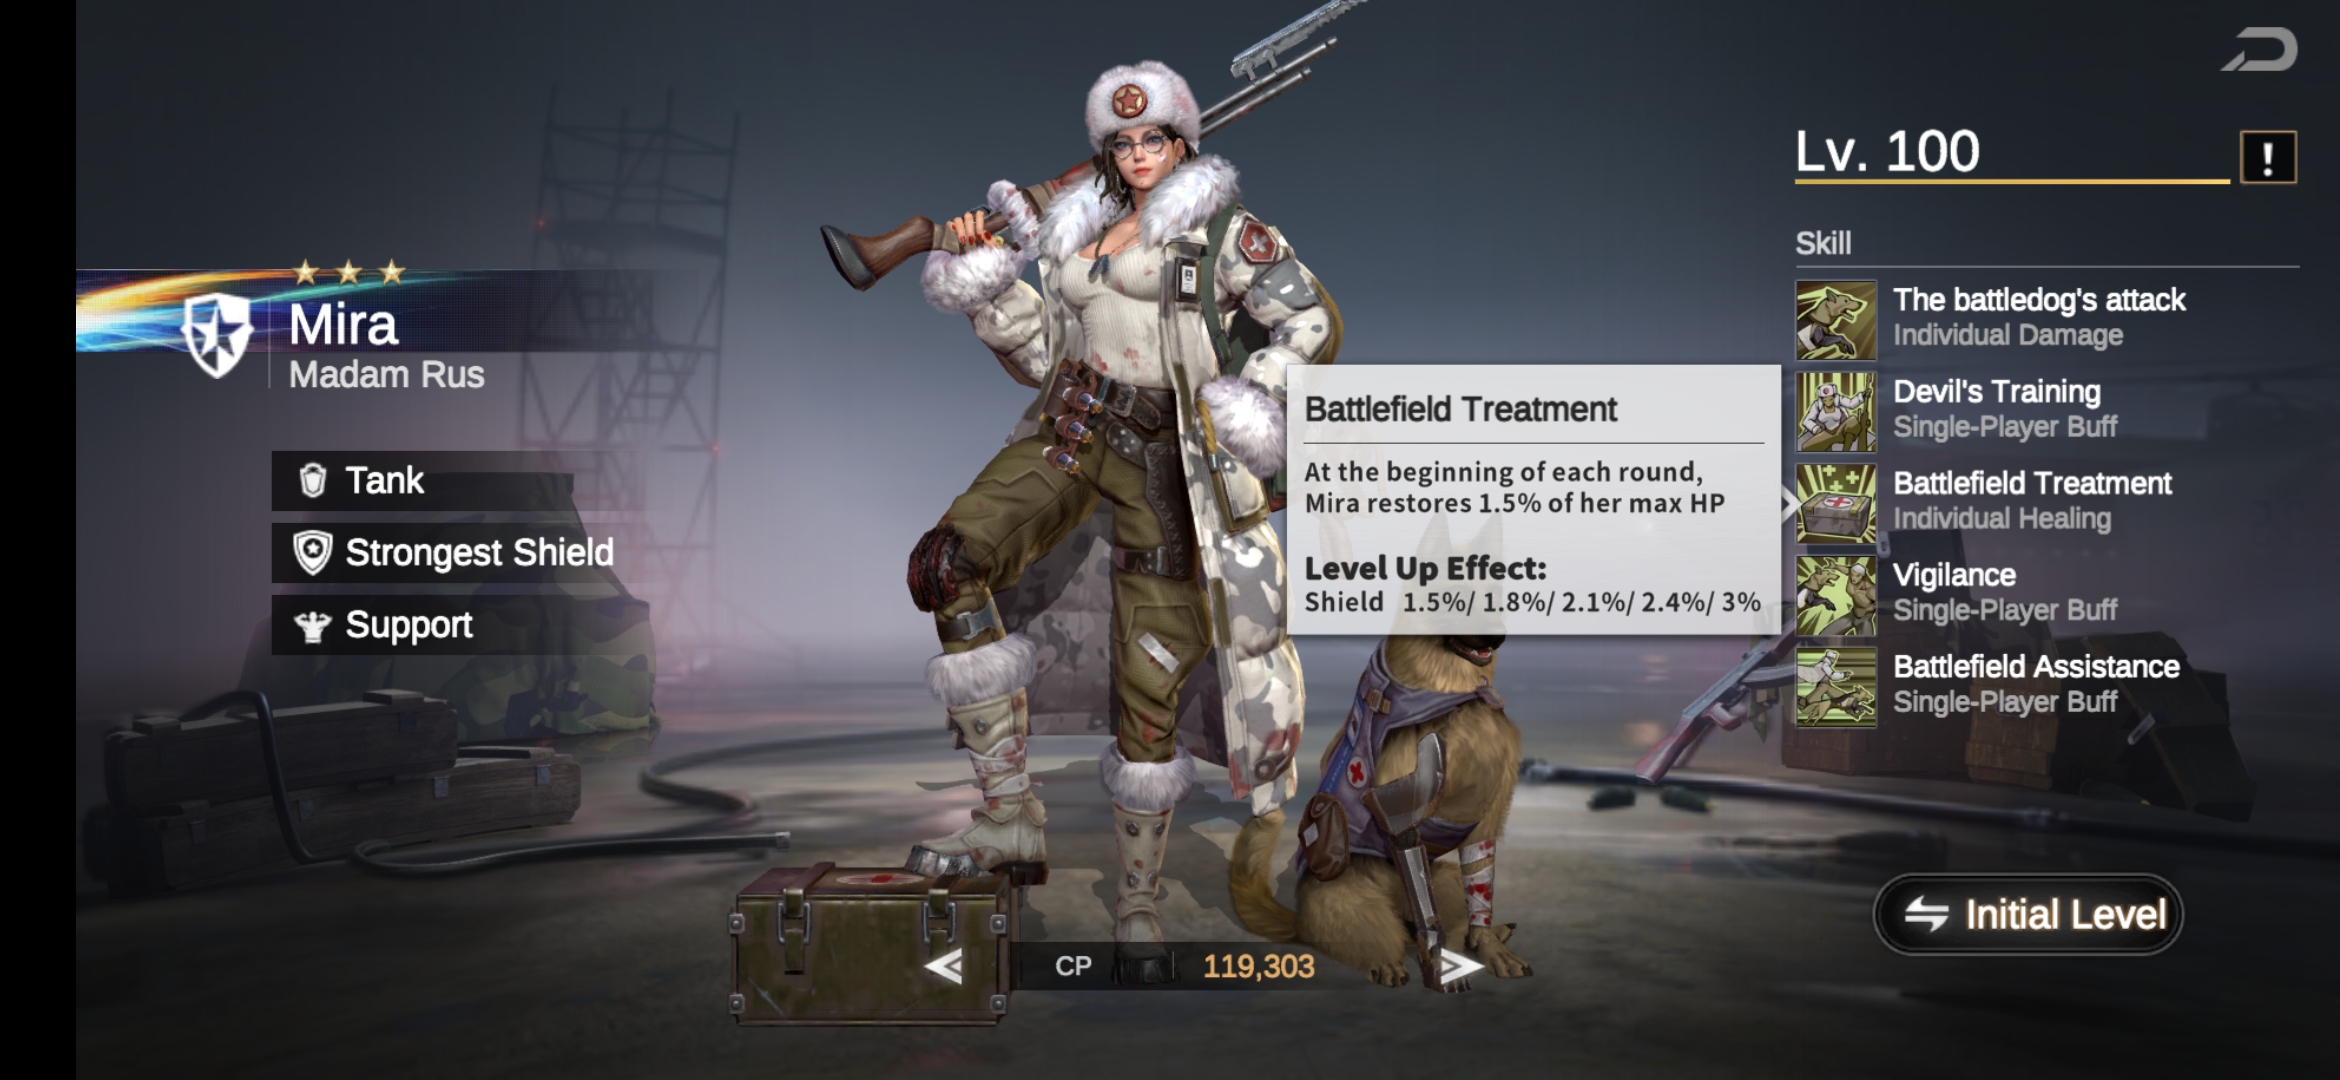 Lv. 100
!
Skill
Mira
Madam Rus
Tank
Strongest Shield
Support
Battlefield Treatment
At the beginning of each round,
Mira restores 1.5% of her max HP
Level Up Effect:
Shield 1.5%/ 1.8%/ 2.1%/ 2.4%/ 3%
The battledog's attack
Individual Damage
Devil's Training
Single-Player Buff
Battlefield Treatment
Individual Healing
Vigilance
Single-Player Buff
Battlefield Assistance
Single-Player Buff
Initial Level
CP 119,303